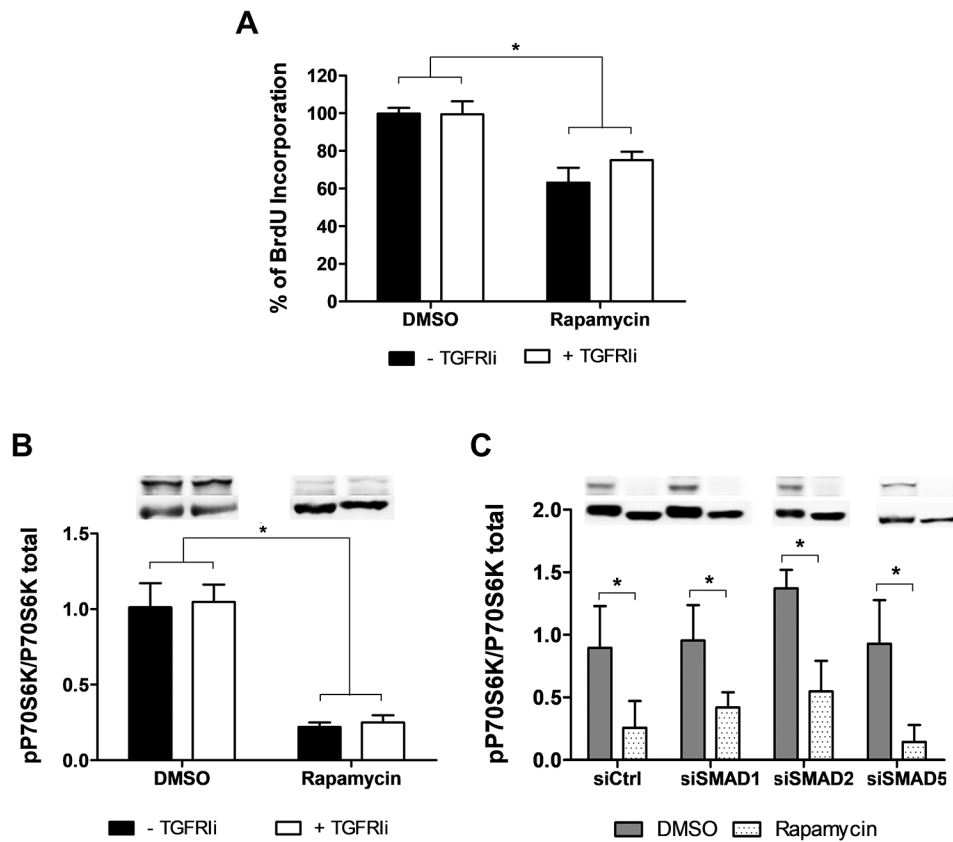 A
% of BrdU Incorporation
120
100
80
60
40
20
0
*
DMSO Rapamycin
- TGFRIi + TGFRIi
B
pP70S6K/P70S6K total
1.5
1.0
0.5
0.0
*
DMSO Rapamycin
- TGFRIi + TGFRIi
C
pP70S6K/P70S6K total
2.0
1.5
1.0
0.5
0.0
* * * *
siCtrl siSMAD1 siSMAD2 siSMAD5
DMSO Rapamycin